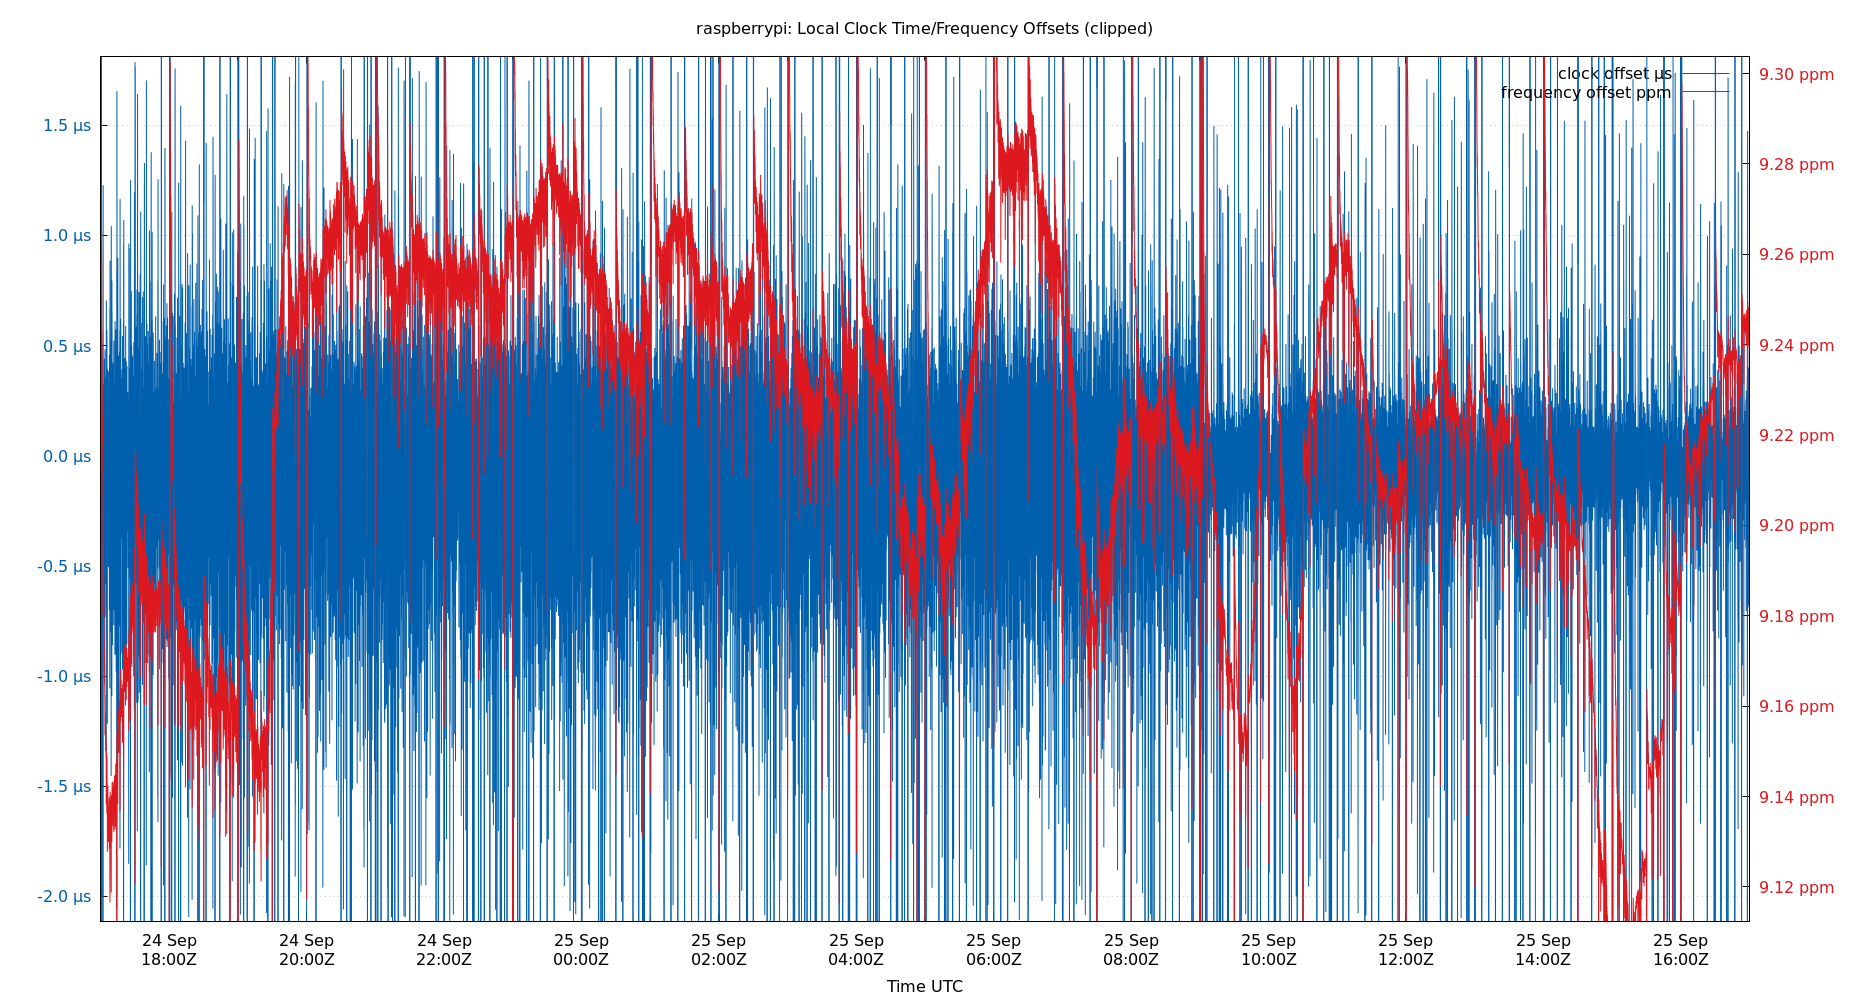 raspberrypi: Local Clock Time/Frequency Offsets (clipped)
clock offset µs
frequency offset ppm
1.5 µs
1.0 µs
0.5 µs
0.0 µs
-0.5 µs
-1.0 µs
-1.5 µs
-2.0 µs
9.30 ppm
9.28 ppm
9.26 ppm
9.24 ppm
9.22 ppm
9.20 ppm
9.18 ppm
9.16 ppm
9.14 ppm
9.12 ppm
24 Sep 24 Sep 24 Sep 25 Sep 25 Sep 25 Sep 25 Sep 25 Sep 25 Sep 25 Sep 25 Sep 25 Sep
18:00Z 20:00Z 22:00Z 00:00Z 02:00Z 04:00Z 06:00Z 08:00Z 10:00Z 12:00Z 14:00Z 16:00Z
Time UTC